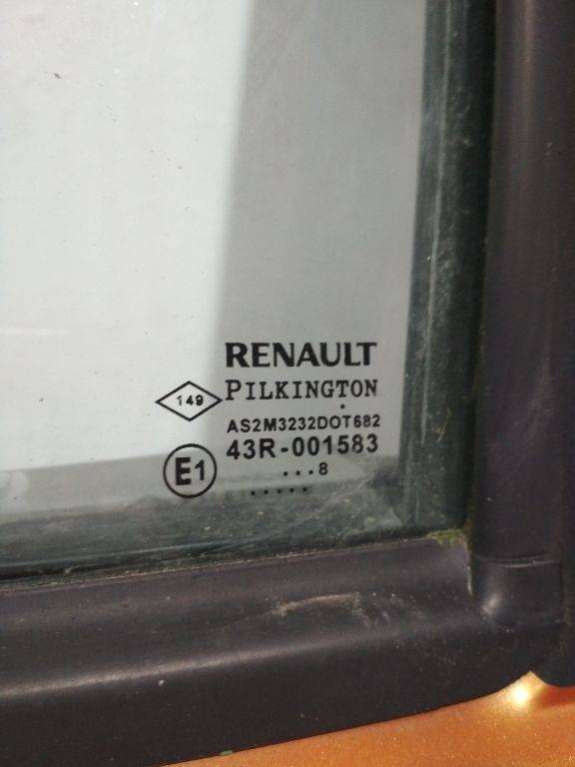 RENAULT
149 PILKINGTON
AS2M3232DOT682
43R-001583
E1
...8
.....